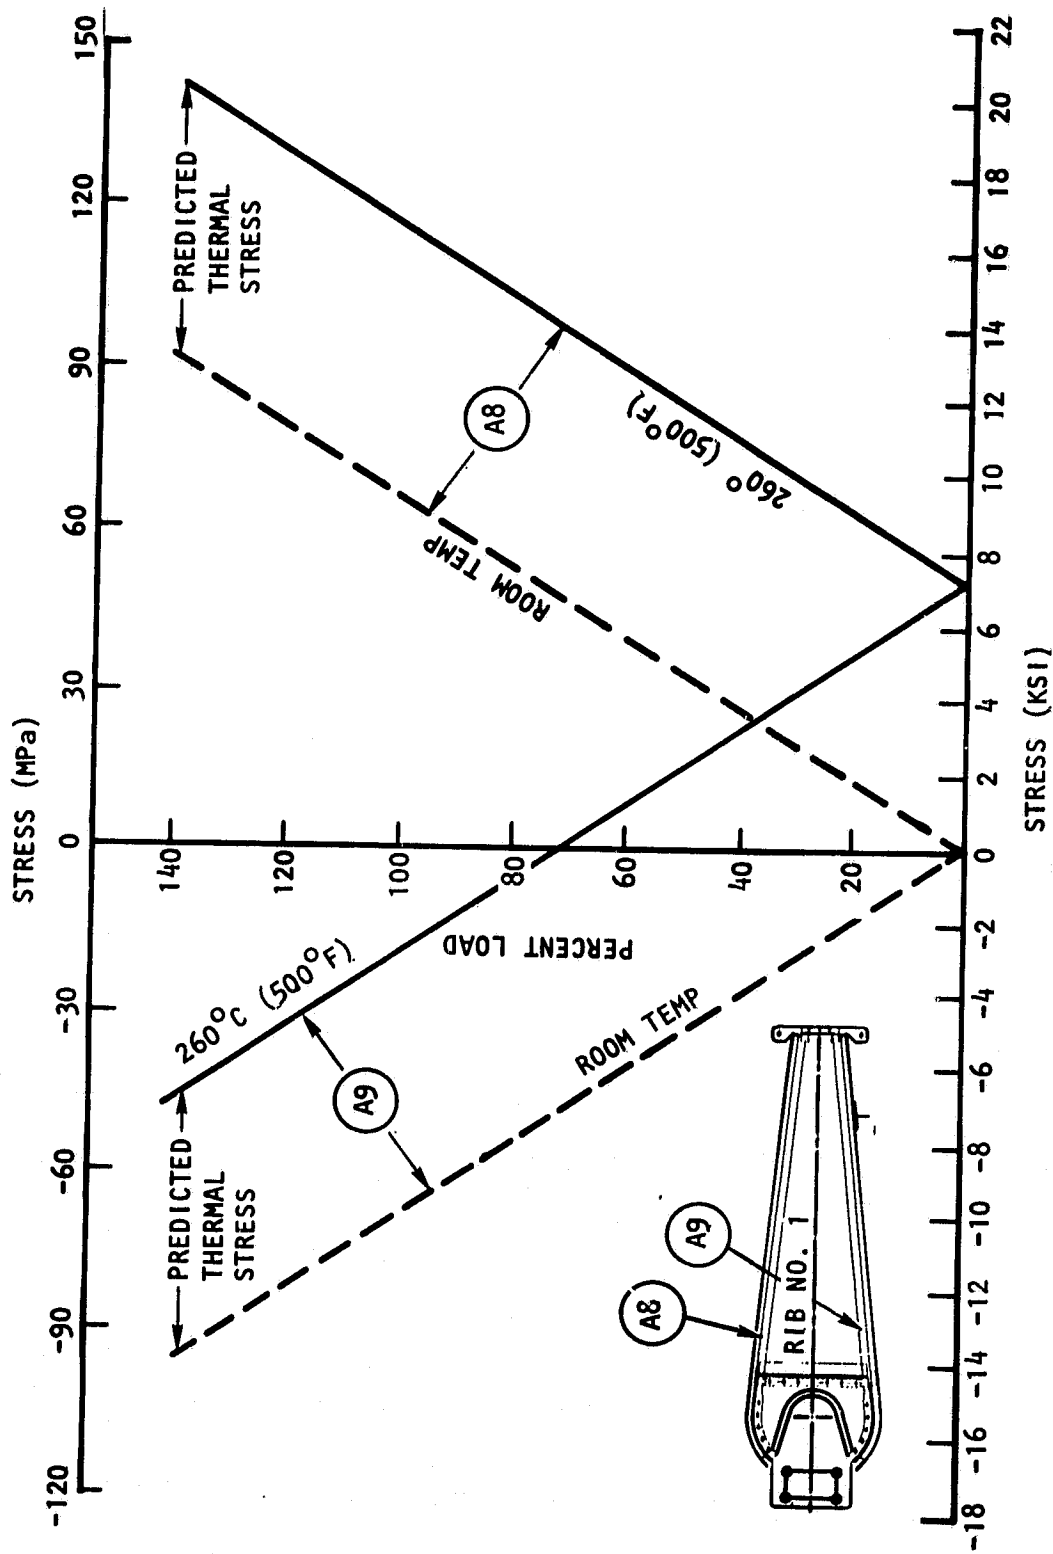 STRESS (MPa)
-120
-90
-60
-30
0
30
60
90
120
150
PREDICTED
THERMAL
STRESS
260°C (500°F)
A9
ROOM TEMP
PERCENT LOAD
140
120
100
80
60
40
20
PREDICTED
THERMAL
STRESS
A8
ROOM TEMP
260° (500°F)
A8
A9
RIB NO. 1
-18
-16
-14
-12
-10
-8
-6
-4
-2
0
2
4
6
8
10
12
14
16
18
20
22
STRESS (KSI)